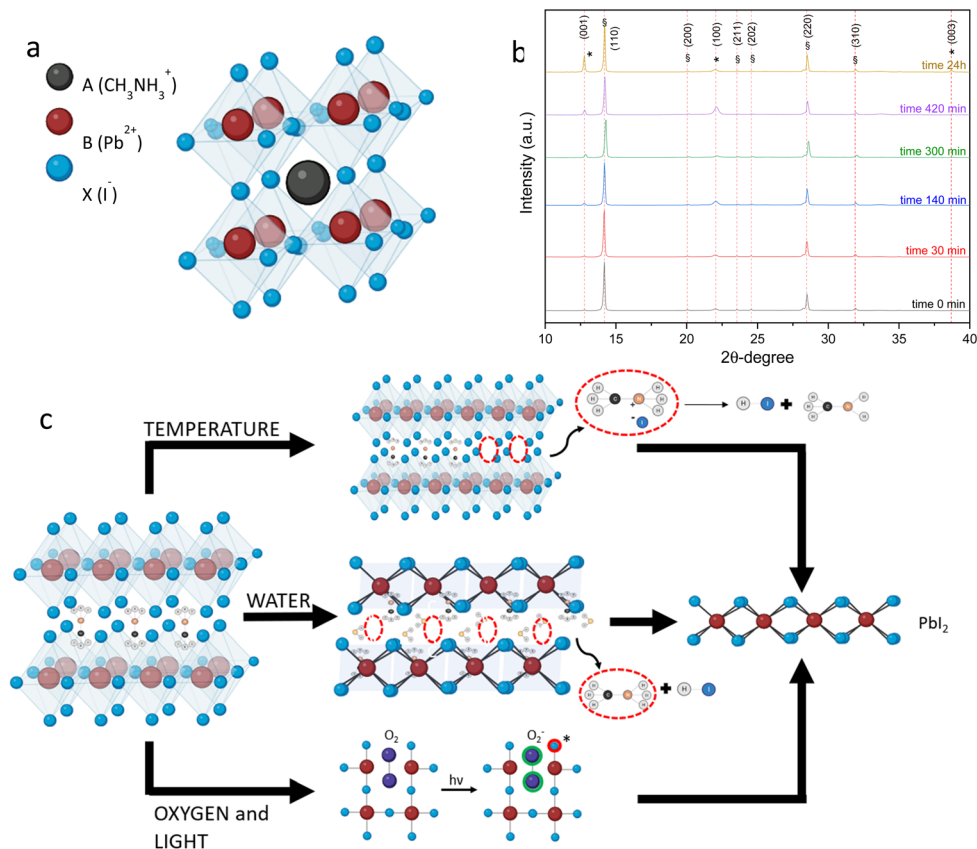 a
A (CH₃NH₃⁺)
B (Pb²⁺)
X (I⁻)
b
(001)
*
§
(110)
(200)
§
(100)
*
(211)
§
(202)
§
(220)
§
(310)
§
(003)
*
time 24h
time 420 min
time 300 min
time 140 min
time 30 min
time 0 min
Intensity (a.u.)
10 15 20 25 30 35 40
2θ-degree
c
TEMPERATURE
H H H C N H H H
+
-
I
H I + H H H C N H H
WATER
H H H C N H H H + H I
PbI₂
OXYGEN and
LIGHT
O₂
hν
O₂⁻
*